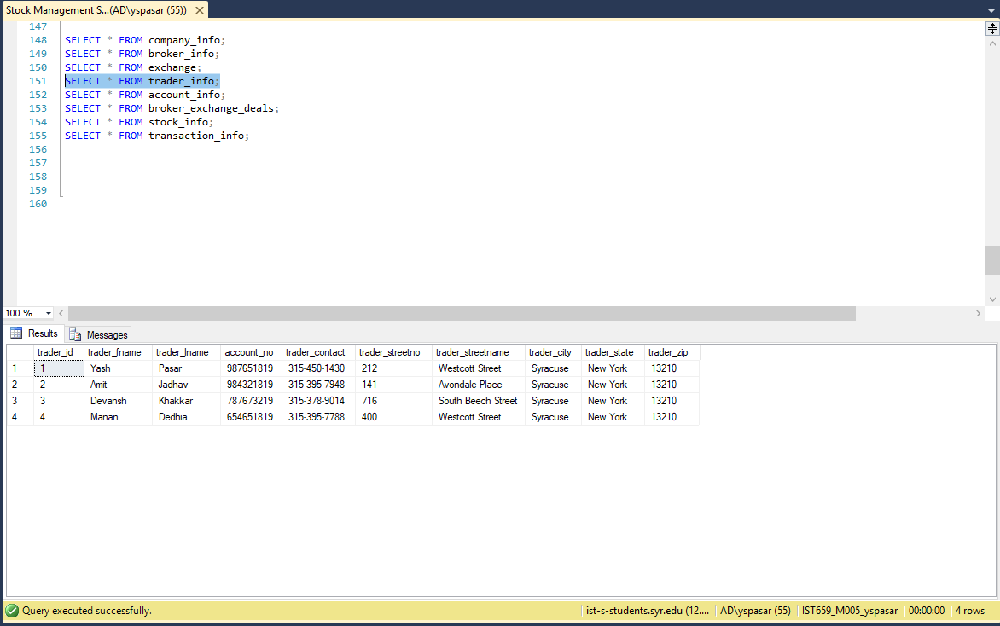 Stock Management S...(AD\yspasar (55))
147
148 SELECT * FROM company_info;
149 SELECT * FROM broker_info;
150 SELECT * FROM exchange;
151 SELECT * FROM trader_info;
152 SELECT * FROM account_info;
153 SELECT * FROM broker_exchange_deals;
154 SELECT * FROM stock_info;
155 SELECT * FROM transaction_info;
156
157
158
159
160
100 %
Results Messages
trader_id trader_fname trader_lname account_no trader_contact trader_streetno trader_streetname trader_city trader_state trader_zip
1 1 Yash Pasar 987651819 315-450-1430 212 Westcott Street Syracuse New York 13210
2 2 Amit Jadhav 984321819 315-395-7948 141 Avondale Place Syracuse New York 13210
3 3 Devansh Khakkar 787673219 315-378-9014 716 South Beech Street Syracuse New York 13210
4 4 Manan Dedhia 654651819 315-395-7788 400 Westcott Street Syracuse New York 13210
Query executed successfully. ist-s-students.syr.edu (12.... AD\yspasar (55) IST659_M005_yspasar 00:00:00 4 rows